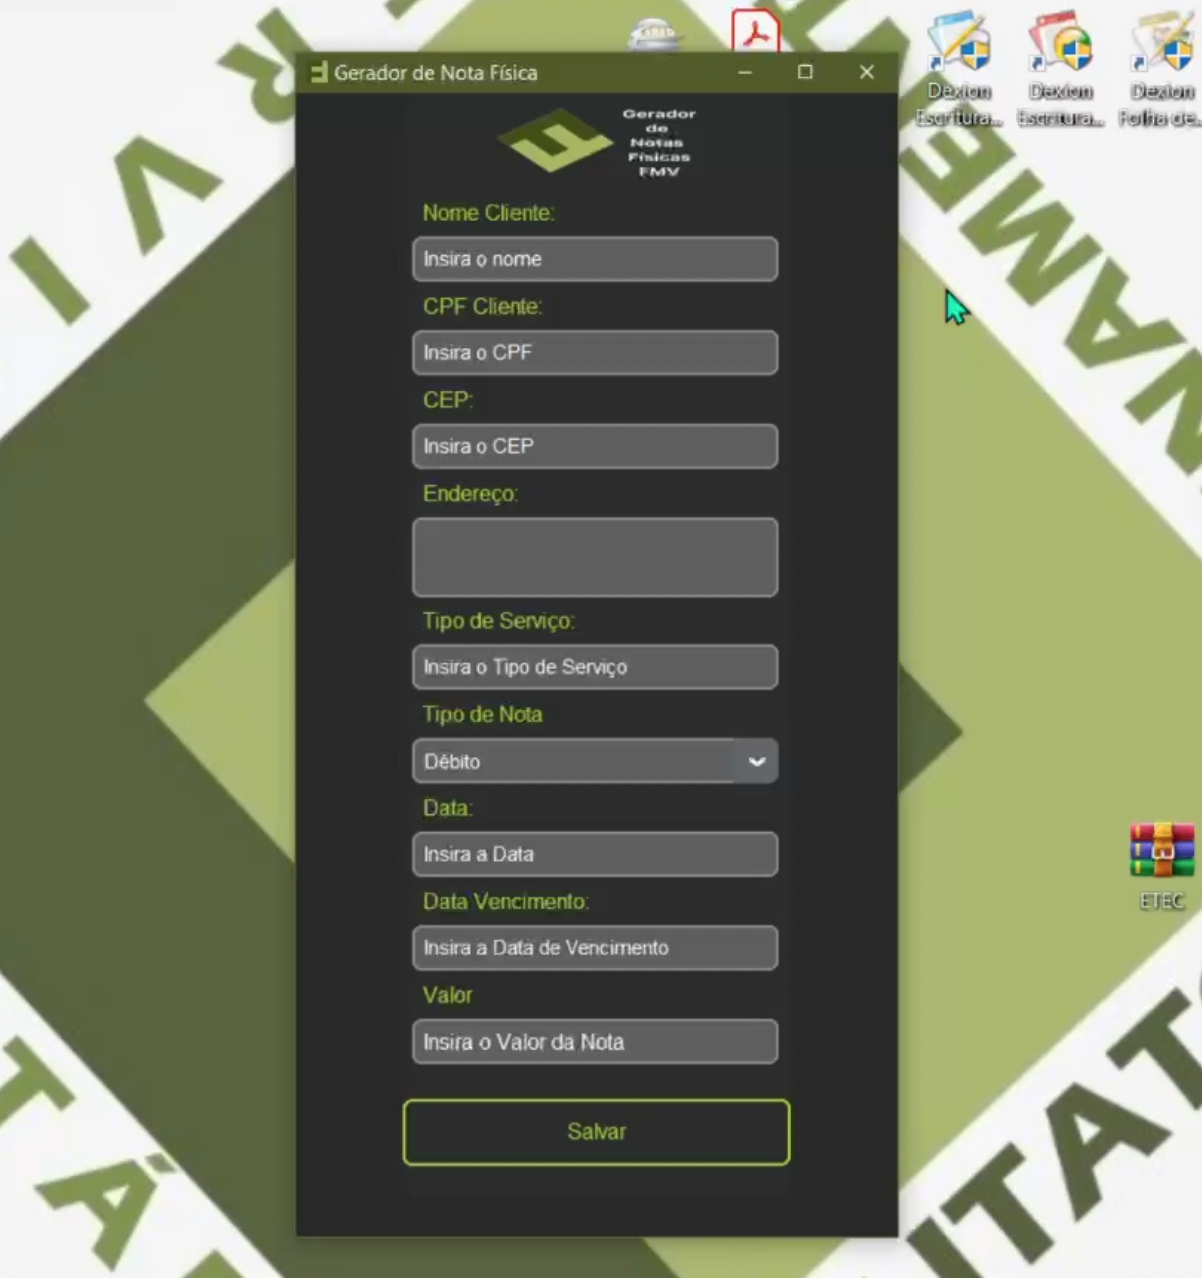 Gerador de Nota Física
Gerador
de
Notas
Físicas
FMV
Nome Cliente:
Insira o nome
CPF Cliente:
Insira o CPF
CEP:
Insira o CEP
Endereço:
Tipo de Serviço:
Insira o Tipo de Serviço
Tipo de Nota
Débito
Data:
Insira a Data
Data Vencimento:
Insira a Data de Vencimento
Valor
Insira o Valor da Nota
Salvar
Dexion
Escritura...
Dexion
Escritura...
Dexion
Folha de...
ETEC